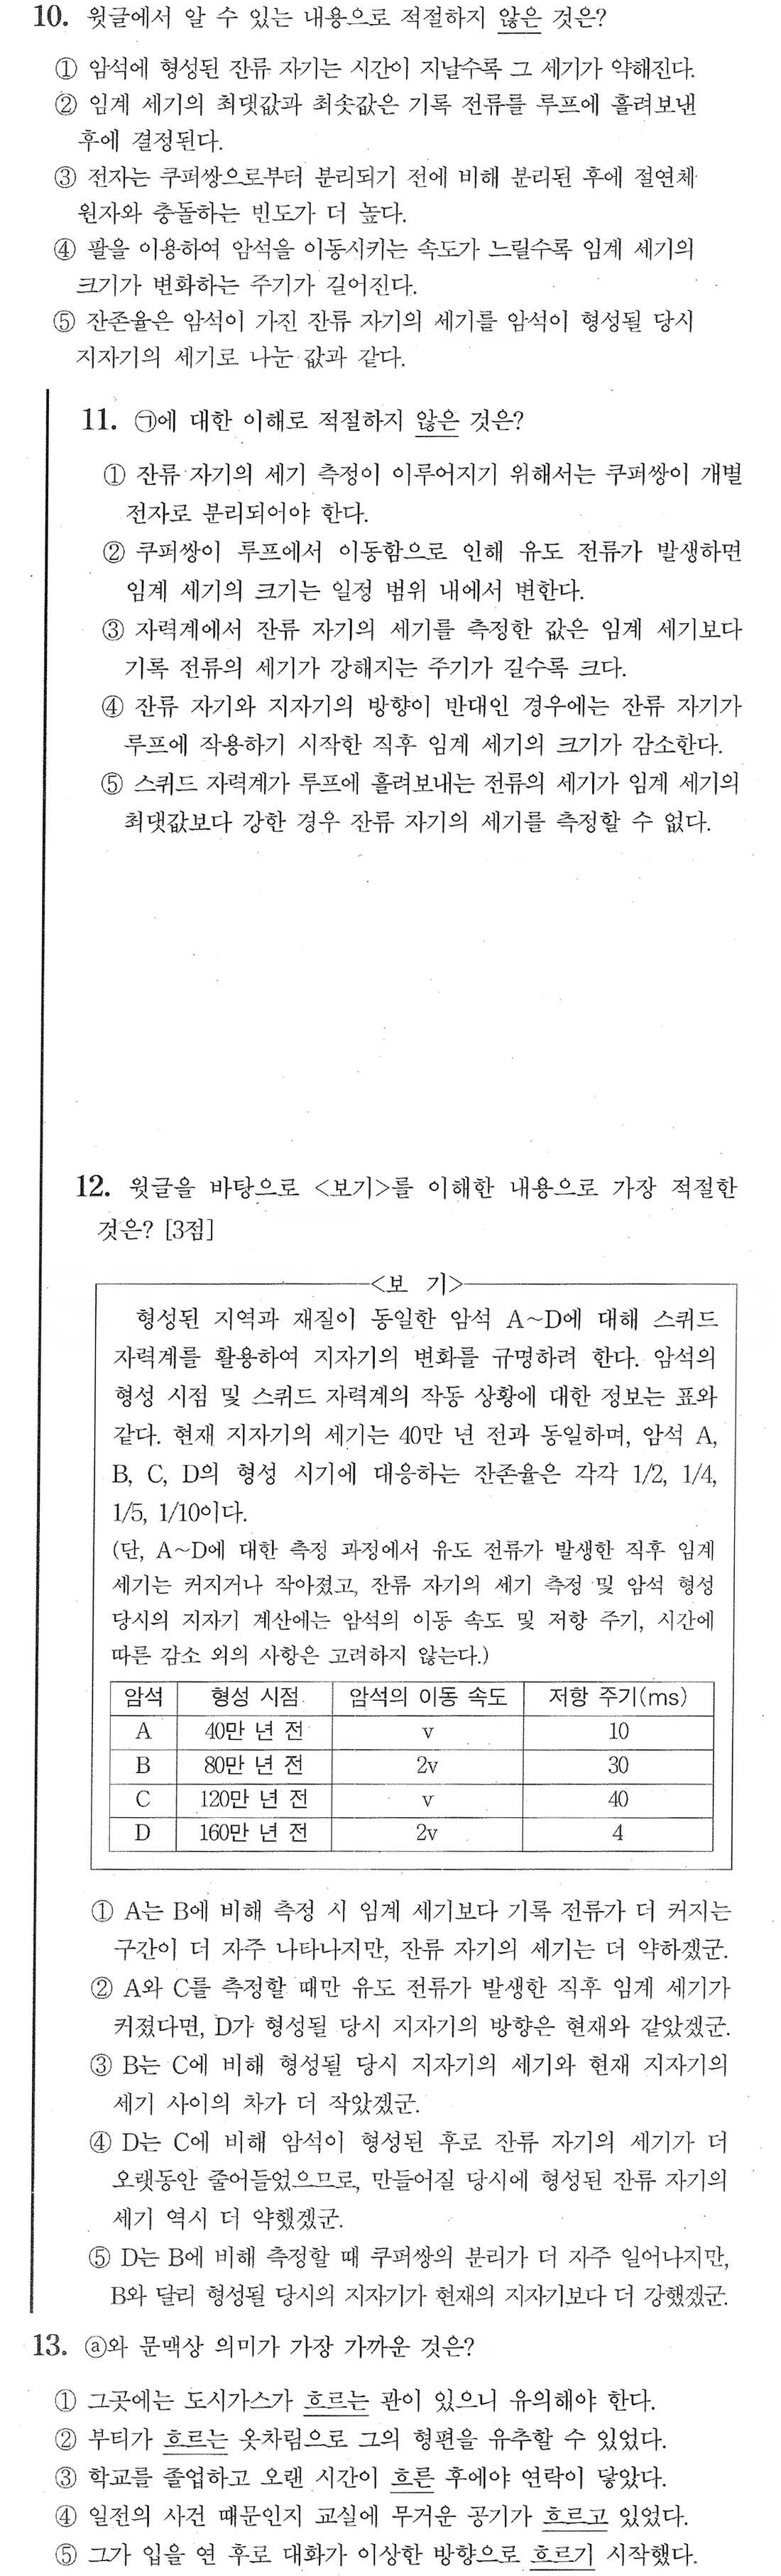 10. 윗글에서 알 수 있는 내용으로 적절하지 않은 것은?
① 암석에 형성된 잔류 자기는 시간이 지날수록 그 세기가 약해진다.
② 임계 세기의 최댓값과 최솟값은 기록 전류를 루프에 흘려보낸
후에 결정된다.
③ 전자는 쿠퍼쌍으로부터 분리되기 전에 비해 분리된 후에 절연체
원자와 충돌하는 빈도가 더 높다.
④ 팔을 이용하여 암석을 이동시키는 속도가 느릴수록 임계 세기의
크기가 변화하는 주기가 길어진다.
⑤ 잔존율은 암석이 가진 잔류 자기의 세기를 암석이 형성될 당시
지자기의 세기로 나눈 값과 같다.
11. ㉠에 대한 이해로 적절하지 않은 것은?
① 잔류 자기의 세기 측정이 이루어지기 위해서는 쿠퍼쌍이 개별
전자로 분리되어야 한다.
② 쿠퍼쌍이 루프에서 이동함으로 인해 유도 전류가 발생하면
임계 세기의 크기는 일정 범위 내에서 변한다.
③ 자력계에서 잔류 자기의 세기를 측정한 값은 임계 세기보다
기록 전류의 세기가 강해지는 주기가 길수록 크다.
④ 잔류 자기와 지자기의 방향이 반대인 경우에는 잔류 자기가
루프에 작용하기 시작한 직후 임계 세기의 크기가 감소한다.
⑤ 스퀴드 자력계가 루프에 흘려보내는 전류의 세기가 임계 세기의
최댓값보다 강한 경우 잔류 자기의 세기를 측정할 수 없다.
12. 윗글을 바탕으로 <보기>를 이해한 내용으로 가장 적절한
것은? [3점]
<보 기>
형성된 지역과 재질이 동일한 암석 A~D에 대해 스퀴드
자력계를 활용하여 지자기의 변화를 규명하려 한다. 암석의
형성 시점 및 스퀴드 자력계의 작동 상황에 대한 정보는 표와
같다. 현재 지자기의 세기는 40만 년 전과 동일하며, 암석 A,
B, C, D의 형성 시기에 대응하는 잔존율은 각각 1/2, 1/4,
1/5, 1/10이다.
(단, A~D에 대한 측정 과정에서 유도 전류가 발생한 직후 임계
세기는 커지거나 작아졌고, 잔류 자기의 세기 측정 및 암석 형성
당시의 지자기 계산에는 암석의 이동 속도 및 저항 주기, 시간에
따른 감소 외의 사항은 고려하지 않는다.)
암석 형성 시점 암석의 이동 속도 저항 주기(ms)
A 40만 년 전 v 10
B 80만 년 전 2v 30
C 120만 년 전 v 40
D 160만 년 전 2v 4
① A는 B에 비해 측정 시 임계 세기보다 기록 전류가 더 커지는
구간이 더 자주 나타나지만, 잔류 자기의 세기는 더 약하겠군.
② A와 C를 측정할 때만 유도 전류가 발생한 직후 임계 세기가
커졌다면, D가 형성될 당시 지자기의 방향은 현재와 같았겠군.
③ B는 C에 비해 형성될 당시 지자기의 세기와 현재 지자기의
세기 사이의 차가 더 작았겠군.
④ D는 C에 비해 암석이 형성된 후로 잔류 자기의 세기가 더
오랫동안 줄어들었으므로, 만들어질 당시에 형성된 잔류 자기의
세기 역시 더 약했겠군.
⑤ D는 B에 비해 측정할 때 쿠퍼쌍의 분리가 더 자주 일어나지만,
B와 달리 형성될 당시의 지자기가 현재의 지자기보다 더 강했겠군.
13. ⓐ와 문맥상 의미가 가장 가까운 것은?
① 그곳에는 도시가스가 흐르는 관이 있으니 유의해야 한다.
② 부티가 흐르는 옷차림으로 그의 형편을 유추할 수 있었다.
③ 학교를 졸업하고 오랜 시간이 흐른 후에야 연락이 닿았다.
④ 일전의 사건 때문인지 교실에 무거운 공기가 흐르고 있었다.
⑤ 그가 입을 연 후로 대화가 이상한 방향으로 흐르기 시작했다.